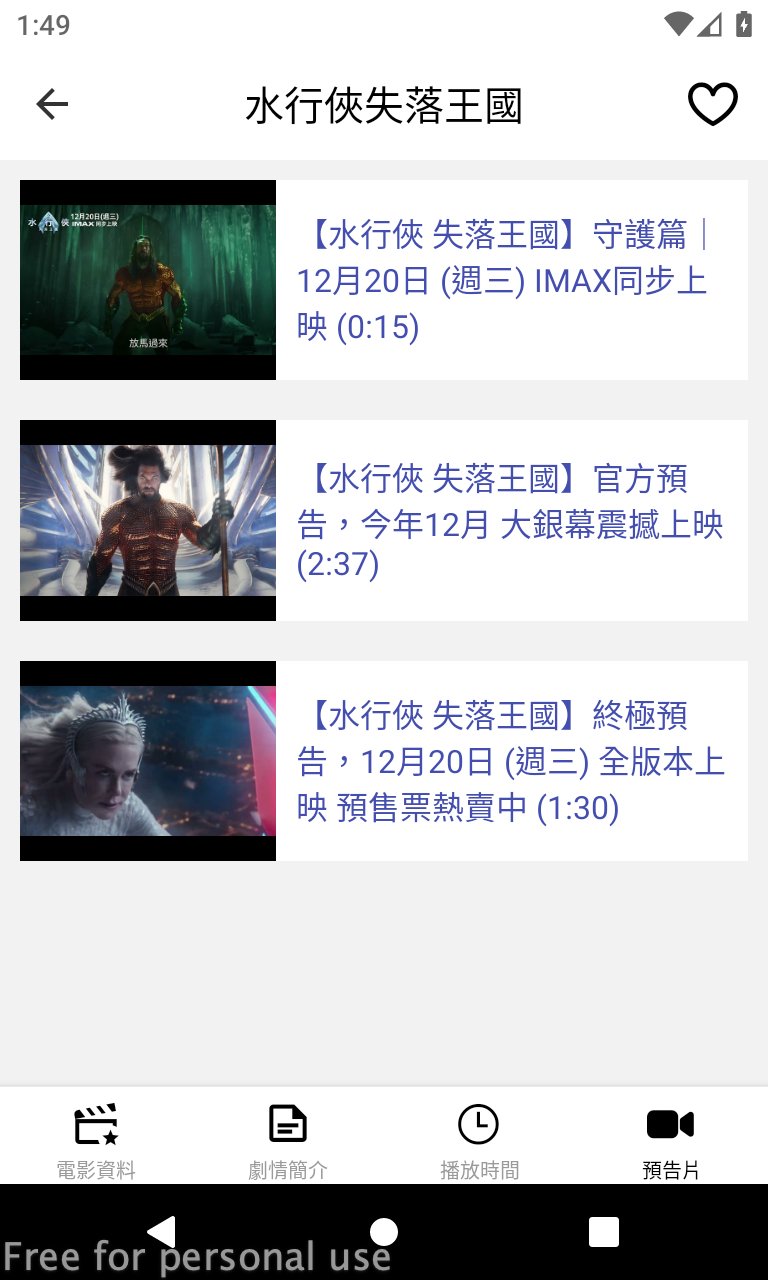 1:49
水行俠失落王國
水 行 俠 12月20日(週三)
IMAX 同步上映
放馬過來
【水行俠 失落王國】守護篇｜
12月20日 (週三) IMAX同步上
映 (0:15)
【水行俠 失落王國】官方預
告，今年12月 大銀幕震撼上映
(2:37)
【水行俠 失落王國】終極預
告，12月20日 (週三) 全版本上
映 預售票熱賣中 (1:30)
電影資料
劇情簡介
播放時間
預告片
Free for personal use